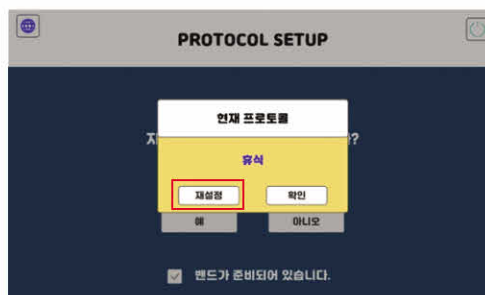 PROTOCOL SETUP
현재 프로토콜
?
휴식
재설정 확인
예 아니오
밴드가 준비되어 있습니다.